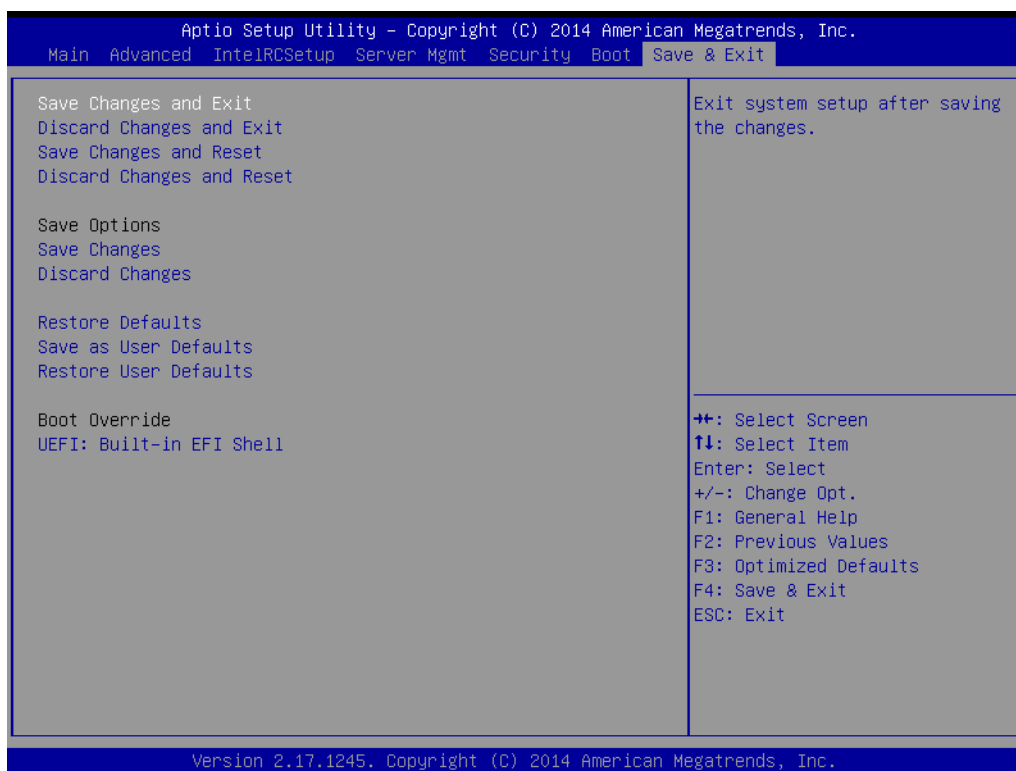 Aptio Setup Utility – Copyright (C) 2014 American Megatrends, Inc.
Main Advanced IntelRCSetup Server Mgmt Security Boot Save & Exit
Save Changes and Exit
Discard Changes and Exit
Save Changes and Reset
Discard Changes and Reset
Save Options
Save Changes
Discard Changes
Restore Defaults
Save as User Defaults
Restore User Defaults
Boot Override
UEFI: Built-in EFI Shell
Exit system setup after saving
the changes.
→←: Select Screen
↑↓: Select Item
Enter: Select
+/-: Change Opt.
F1: General Help
F2: Previous Values
F3: Optimized Defaults
F4: Save & Exit
ESC: Exit
Version 2.17.1245. Copyright (C) 2014 American Megatrends, Inc.